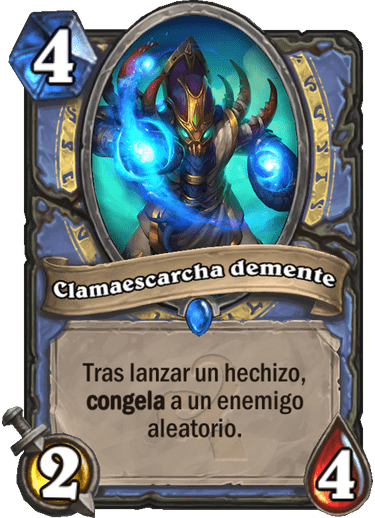 4
Clamaescarcha demente
Tras lanzar un hechizo,
congela a un enemigo
aleatorio.
2
4